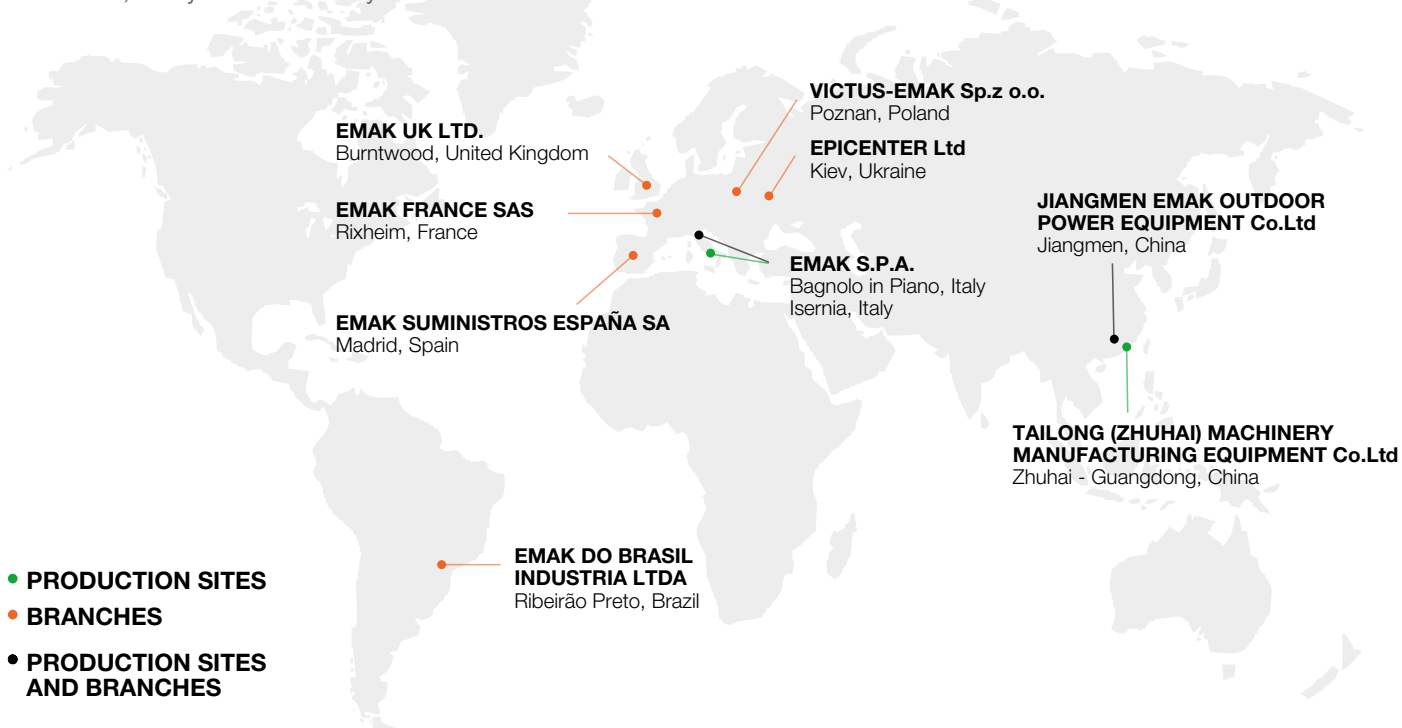 VICTUS-EMAK Sp.z o.o.
Poznan, Poland
EMAK UK LTD.
Burntwood, United Kingdom
EPICENTER Ltd
Kiev, Ukraine
EMAK FRANCE SAS
Rixheim, France
JIANGMEN EMAK OUTDOOR
POWER EQUIPMENT Co.Ltd
Jiangmen, China
EMAK S.P.A.
Bagnolo in Piano, Italy
Isernia, Italy
EMAK SUMINISTROS ESPAÑA SA
Madrid, Spain
TAILONG (ZHUHAI) MACHINERY
MANUFACTURING EQUIPMENT Co.Ltd
Zhuhai - Guangdong, China
EMAK DO BRASIL
INDUSTRIA LTDA
Ribeirão Preto, Brazil
• PRODUCTION SITES
• BRANCHES
• PRODUCTION SITES
AND BRANCHES